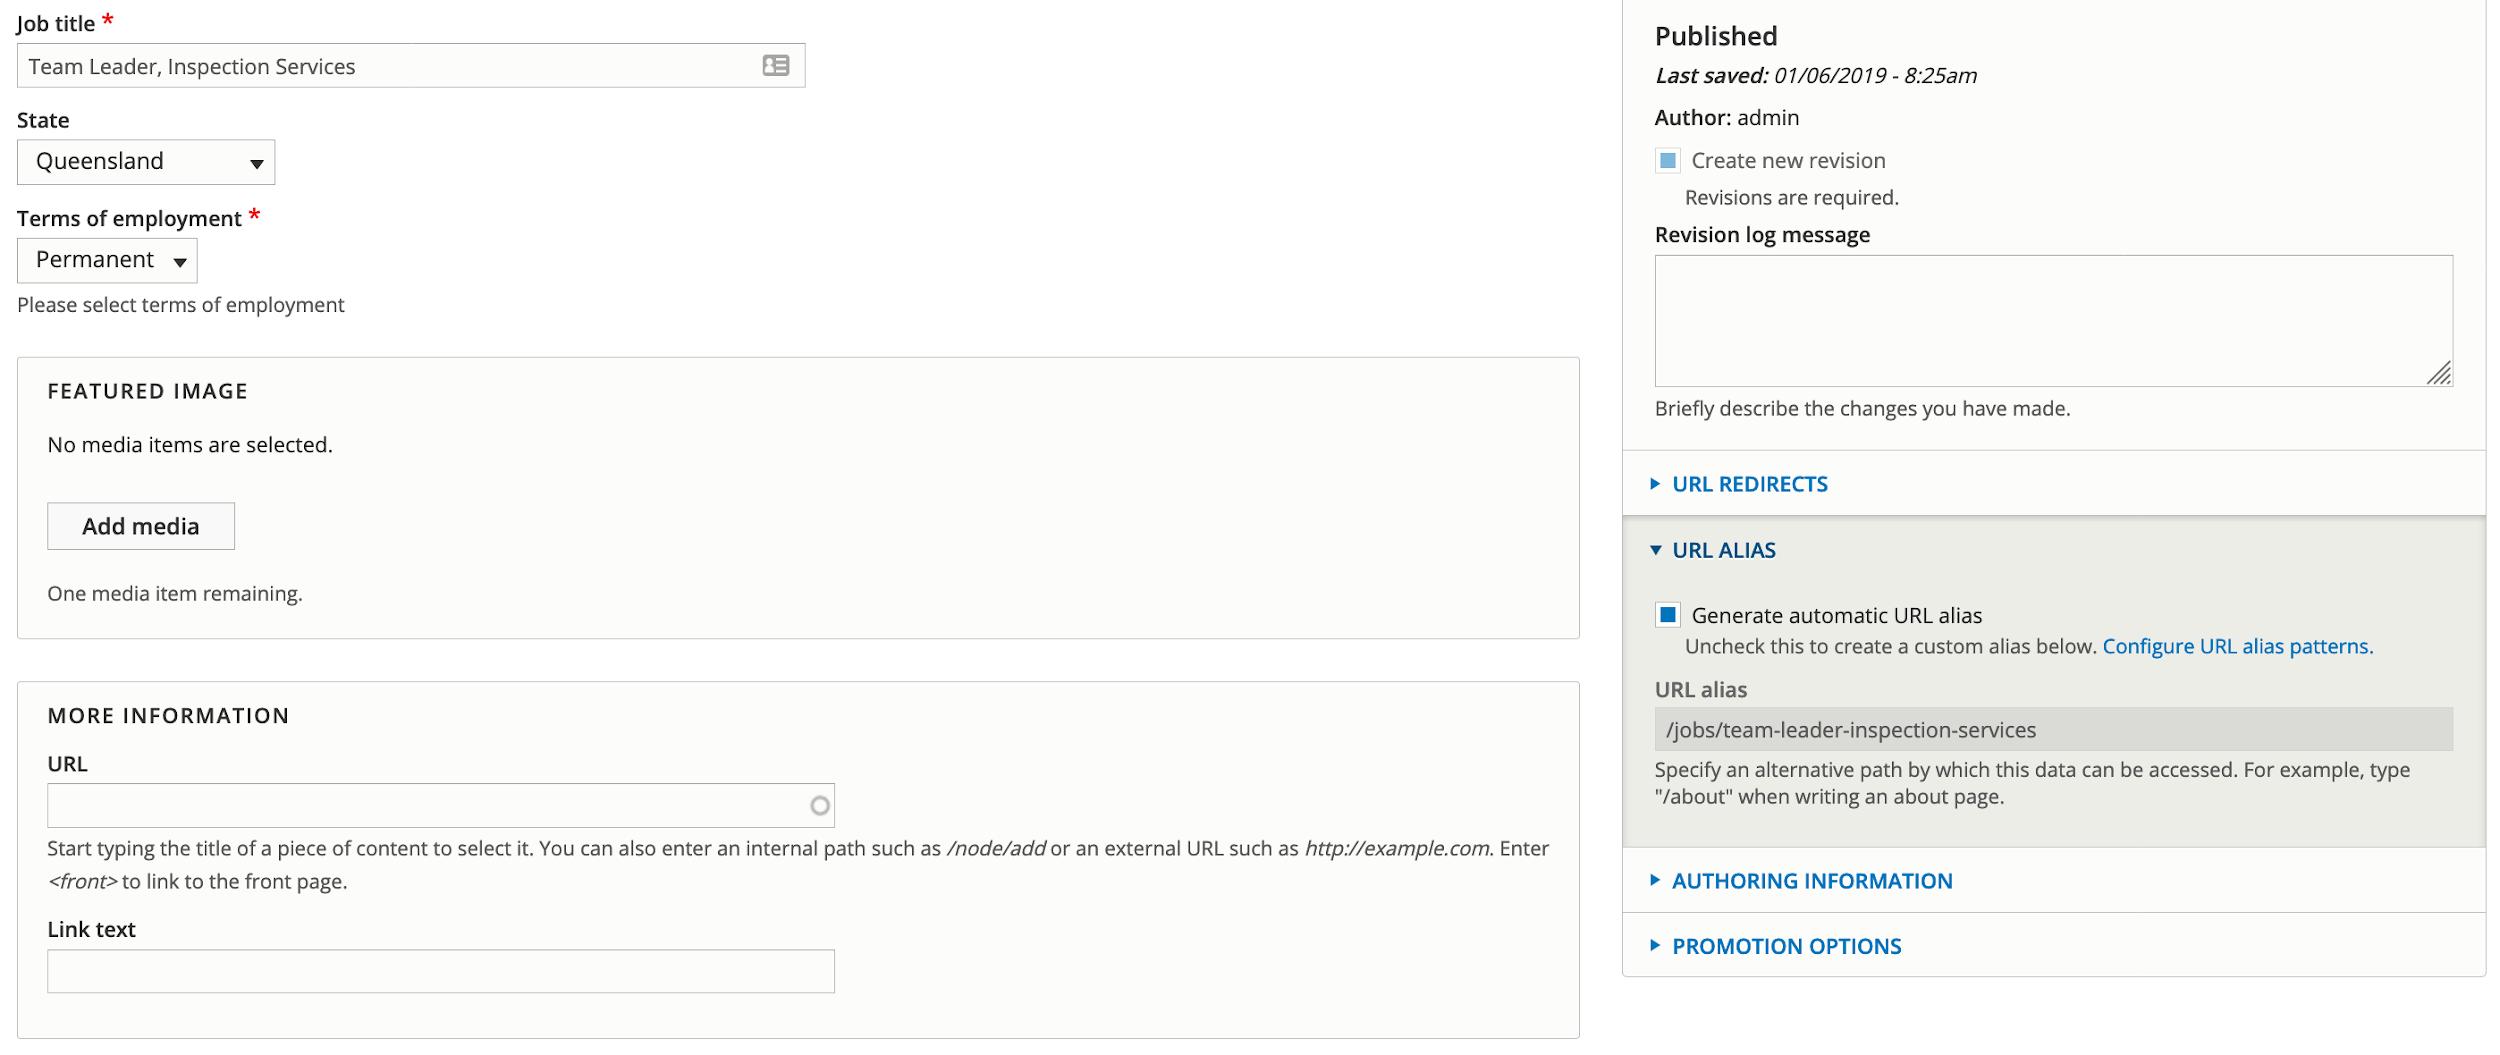 Job title *
Team Leader, Inspection Services
State
Queensland
Terms of employment *
Permanent
Please select terms of employment
FEATURED IMAGE
No media items are selected.
Add media
One media item remaining.
MORE INFORMATION
URL
Start typing the title of a piece of content to select it. You can also enter an internal path such as /node/add or an external URL such as http://example.com. Enter
<front> to link to the front page.
Link text
Published
Last saved: 01/06/2019 - 8:25am
Author: admin
Create new revision
Revisions are required.
Revision log message
Briefly describe the changes you have made.
URL REDIRECTS
URL ALIAS
Generate automatic URL alias
Uncheck this to create a custom alias below. Configure URL alias patterns.
URL alias
/jobs/team-leader-inspection-services
Specify an alternative path by which this data can be accessed. For example, type
"/about" when writing an about page.
AUTHORING INFORMATION
PROMOTION OPTIONS